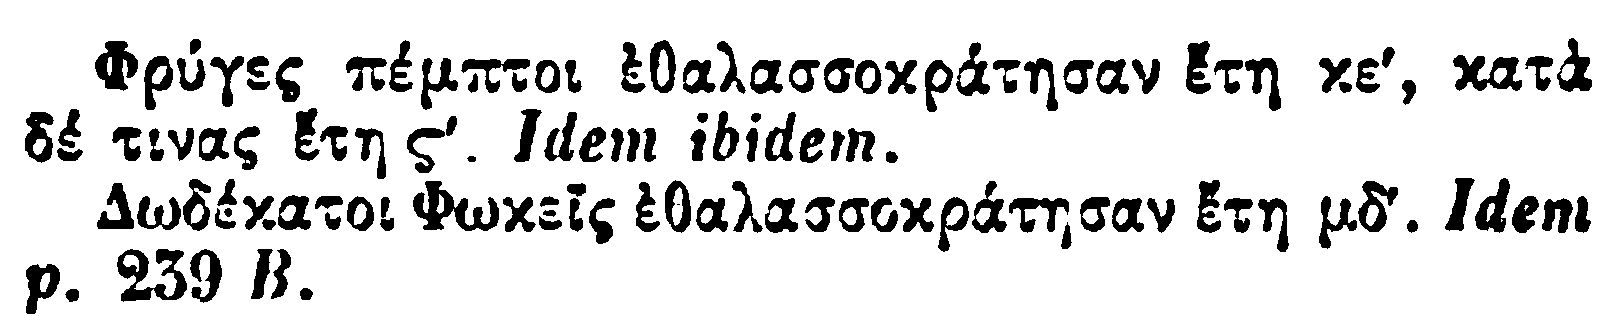 Φρύγες πέμπτοι ἐθαλασσοκράτησαν ἔτη κε′, κατὰ
δέ τινας ἔτη ϛ′. Idem ibidem.
Δωδέκατοι Φωκεῖς ἐθαλασσοκράτησαν ἔτη μδ′. Idem
p. 239 B.